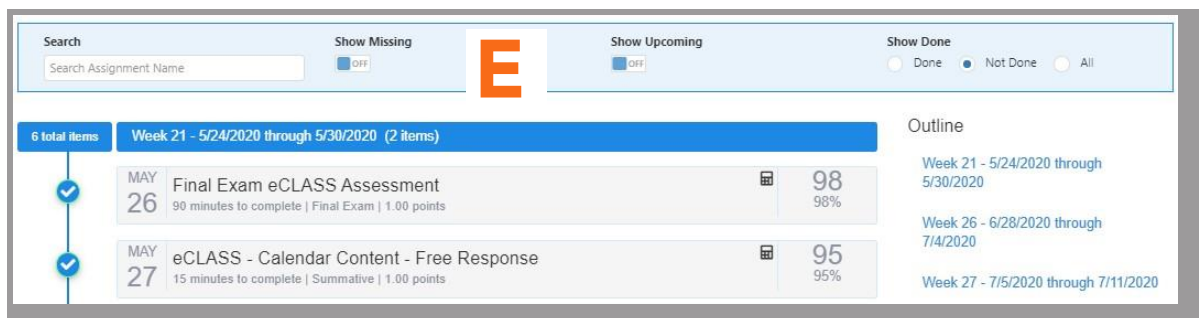 Search
Search Assignment Name
Show Missing
OFF
E
Show Upcoming
OFF
Show Done
Done
Not Done
All
6 total items
Week 21 - 5/24/2020 through 5/30/2020 (2 items)
MAY
26
Final Exam eCLASS Assessment
90 minutes to complete | Final Exam | 1.00 points
98
98%
MAY
27
eCLASS - Calendar Content - Free Response
15 minutes to complete | Summative | 1.00 points
95
95%
Outline
Week 21 - 5/24/2020 through
5/30/2020
Week 26 - 6/28/2020 through
7/4/2020
Week 27 - 7/5/2020 through 7/11/2020